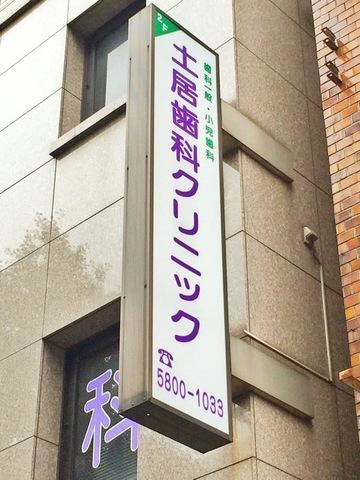 2F
歯科一般・小児歯科
土居歯科クリニック
☎
5800-1033
科